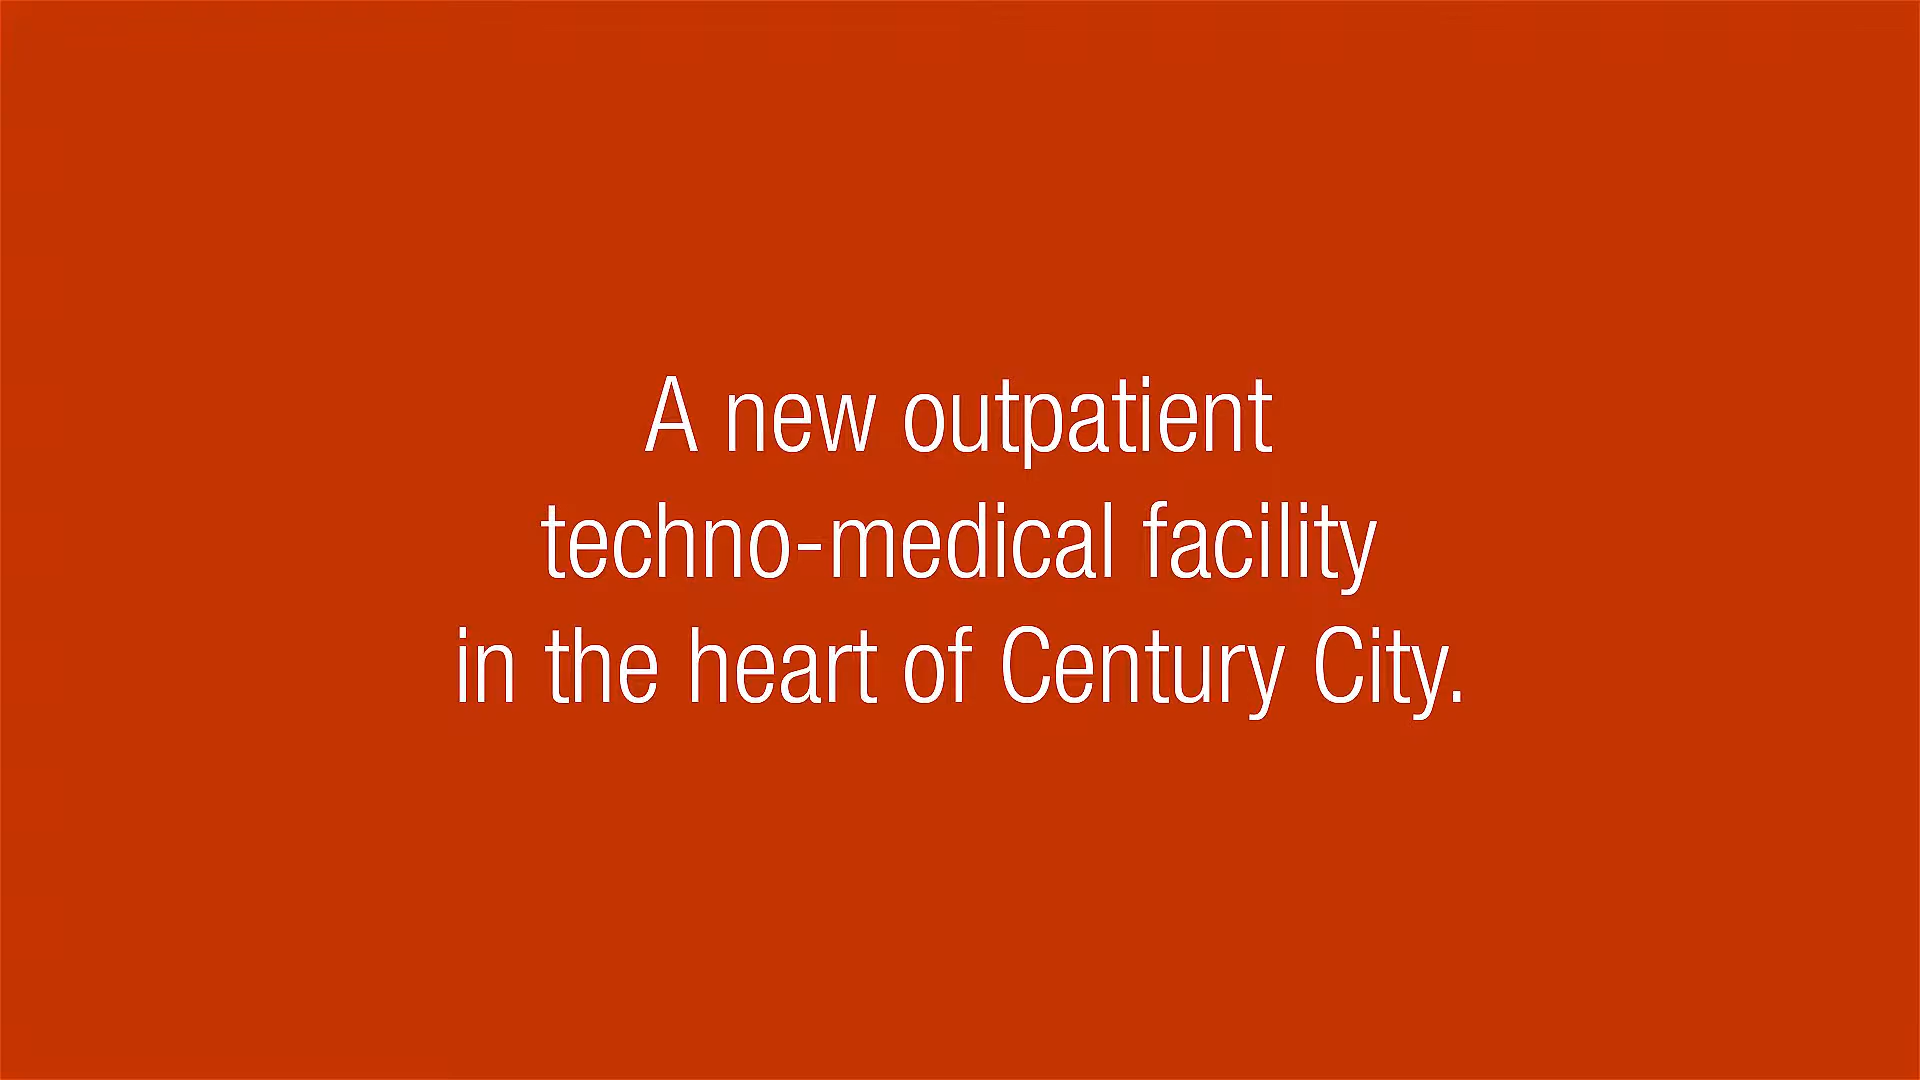 A new outpatient
techno-medical facility
in the heart of Century City.